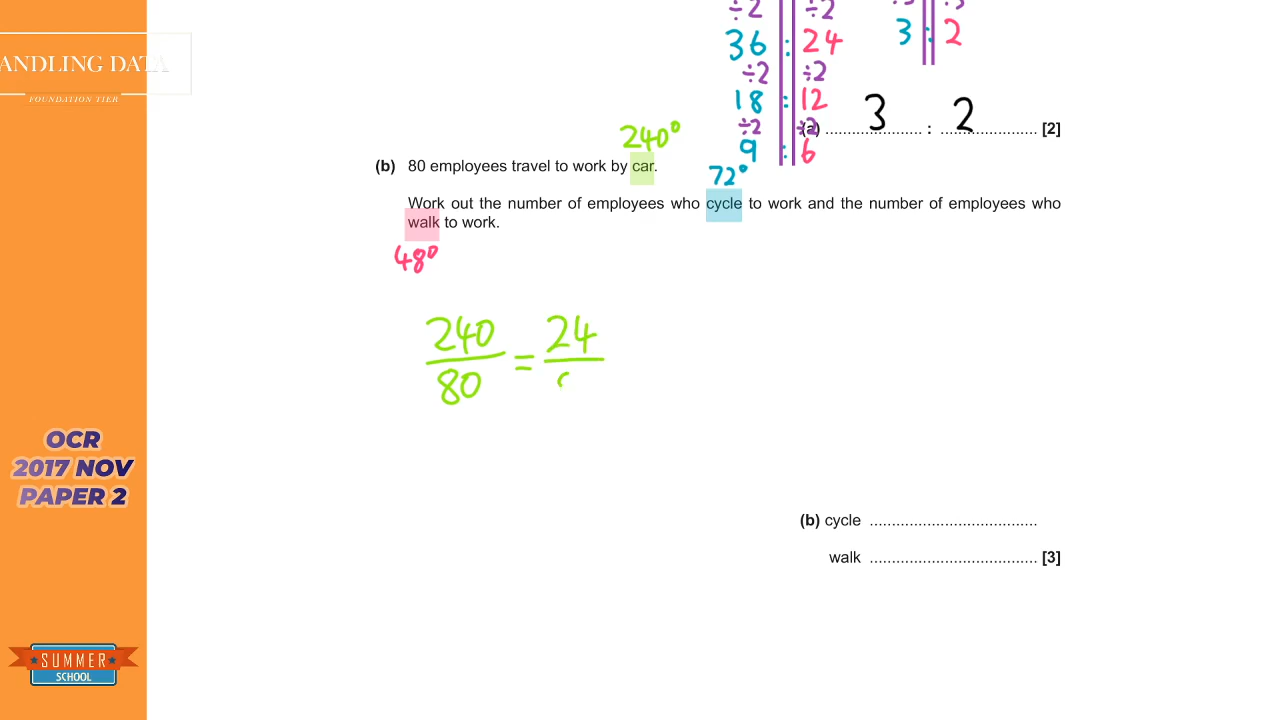 ÷2 ÷2
36 : 24 3 : 2
÷2 ÷2
18 : 12
÷2 ÷2
9 : 6
ANDLING DATA
FOUNDATION TIER
(a) 3 : 2 [2]
240°
(b) 80 employees travel to work by car.
72°
Work out the number of employees who cycle to work and the number of employees who
walk to work.
48°
240/80 = 24/
(b) cycle ......................................
walk ...................................... [3]
OCR
2017 NOV
PAPER 2
SUMMER
SCHOOL